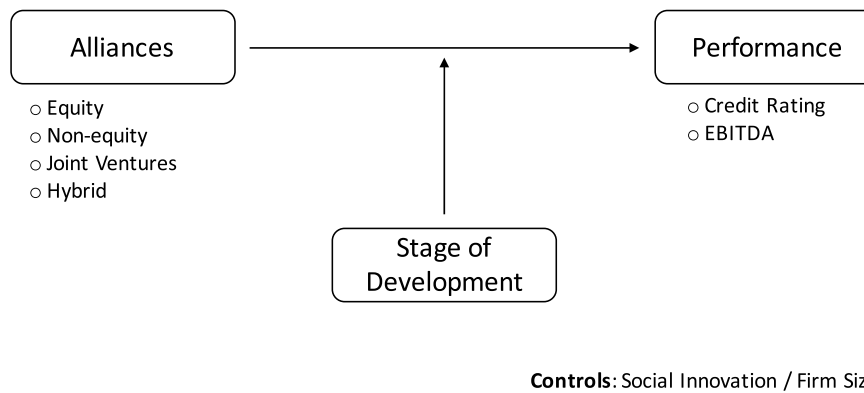 Alliances
Performance
○ Equity
○ Non-equity
○ Joint Ventures
○ Hybrid
○ Credit Rating
○ EBITDA
Stage of
Development
Controls: Social Innovation / Firm